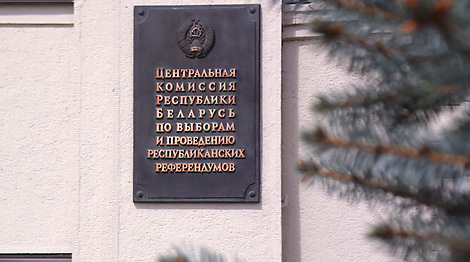 Центральная
комиссия
Республики
Беларусь
по выборам
и проведению
республиканских
референдумов